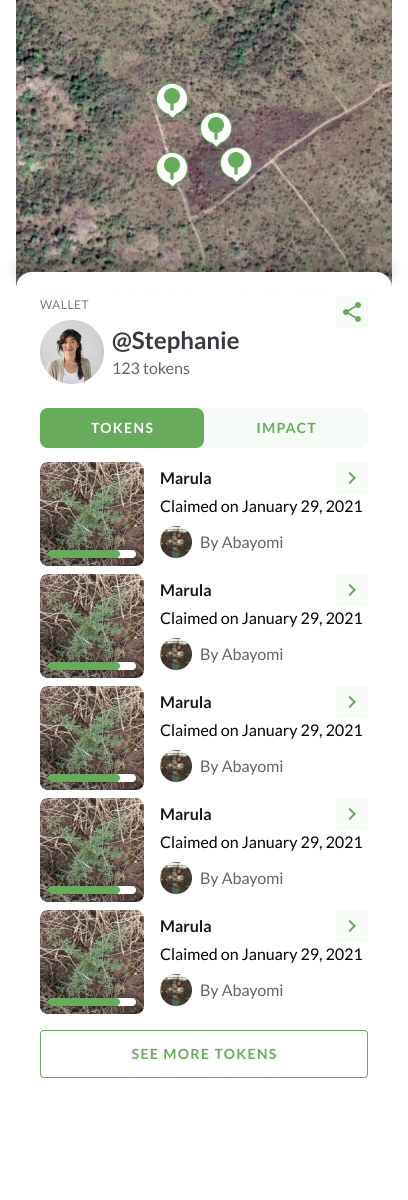 WALLET
@Stephanie
123 tokens
TOKENS
IMPACT
Marula
Claimed on January 29, 2021
By Abayomi
Marula
Claimed on January 29, 2021
By Abayomi
Marula
Claimed on January 29, 2021
By Abayomi
Marula
Claimed on January 29, 2021
By Abayomi
Marula
Claimed on January 29, 2021
By Abayomi
SEE MORE TOKENS